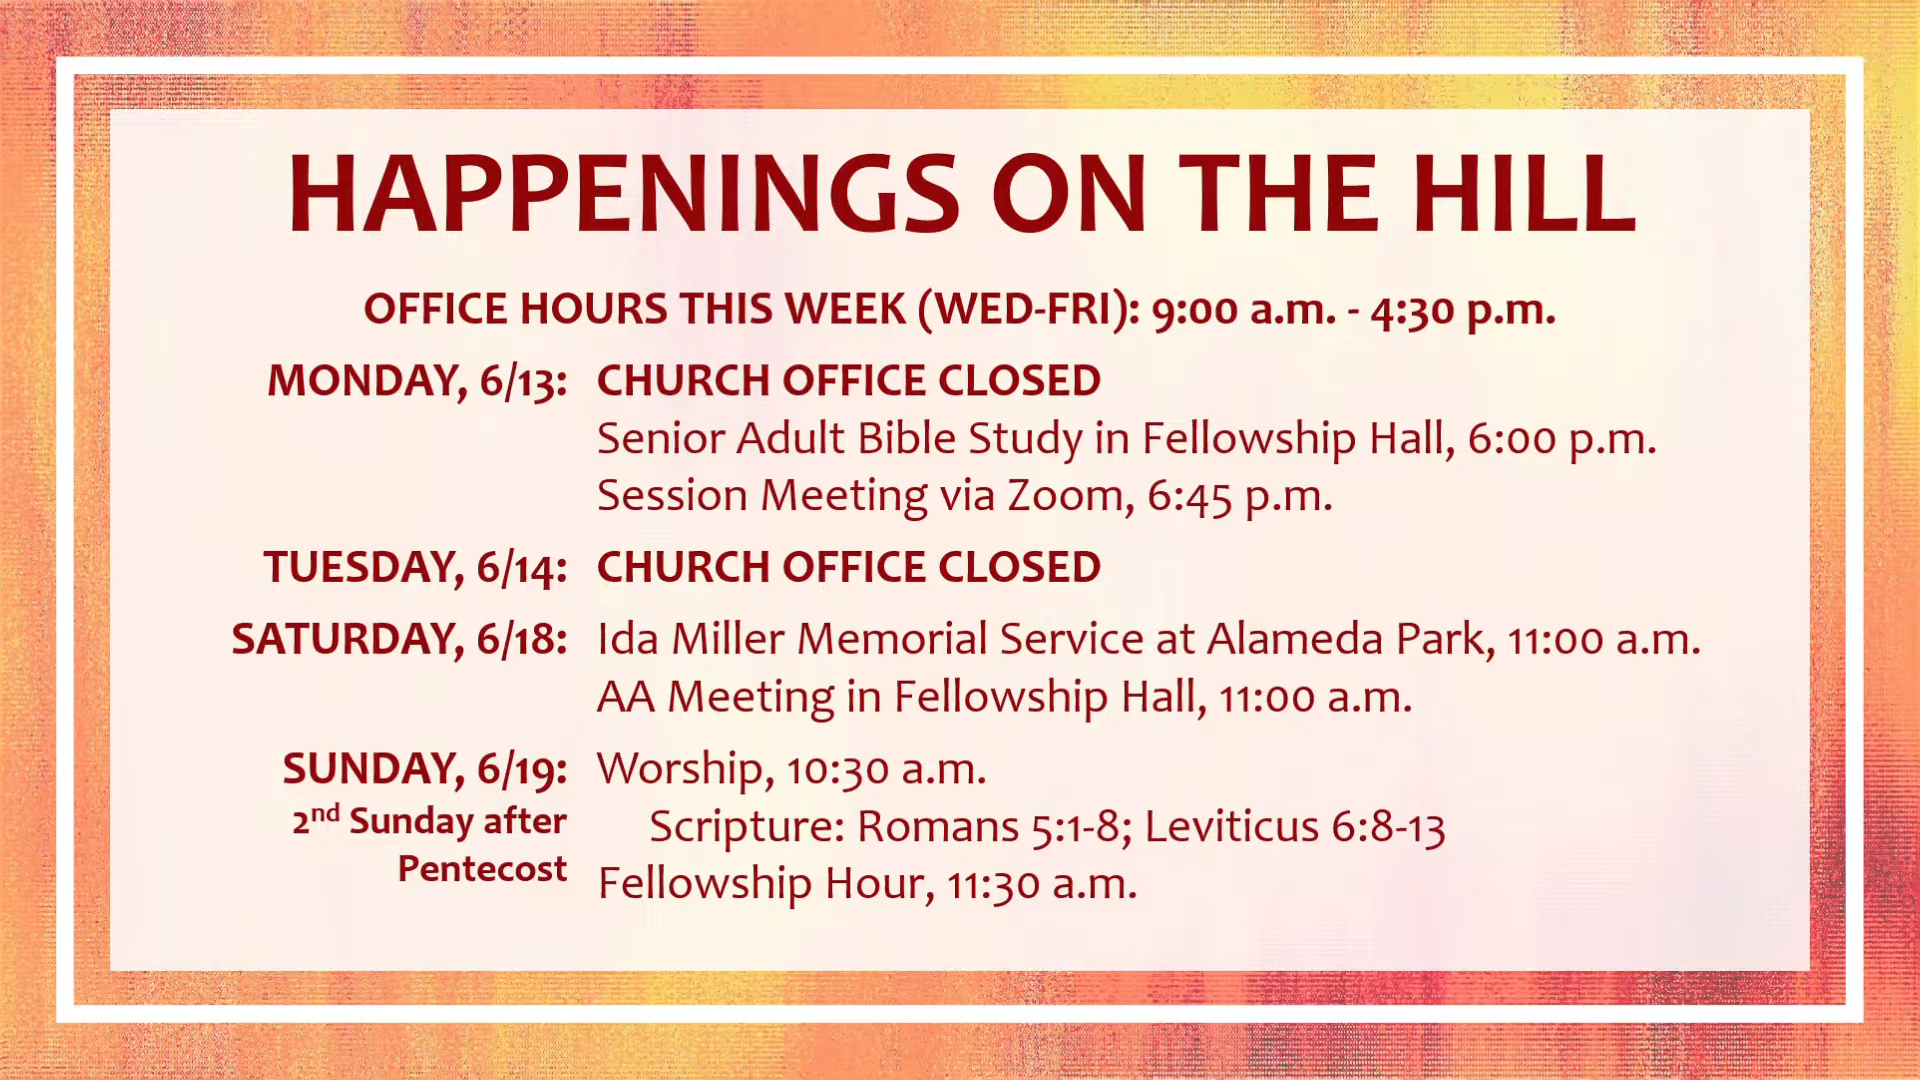 HAPPENINGS ON THE HILL
OFFICE HOURS THIS WEEK (WED-FRI): 9:00 a.m. - 4:30 p.m.
MONDAY, 6/13: CHURCH OFFICE CLOSED
Senior Adult Bible Study in Fellowship Hall, 6:00 p.m.
Session Meeting via Zoom, 6:45 p.m.
TUESDAY, 6/14: CHURCH OFFICE CLOSED
SATURDAY, 6/18: Ida Miller Memorial Service at Alameda Park, 11:00 a.m.
AA Meeting in Fellowship Hall, 11:00 a.m.
SUNDAY, 6/19: Worship, 10:30 a.m.
2nd Sunday after
Pentecost
Scripture: Romans 5:1-8; Leviticus 6:8-13
Fellowship Hour, 11:30 a.m.